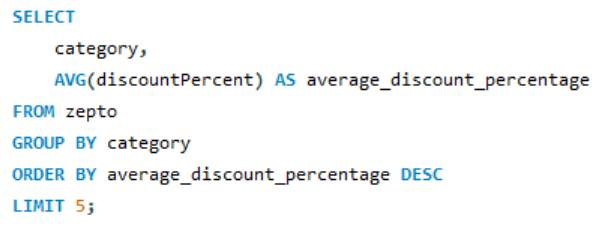 SELECT
    category,
    AVG(discountPercent) AS average_discount_percentage
FROM zepto
GROUP BY category
ORDER BY average_discount_percentage DESC
LIMIT 5;